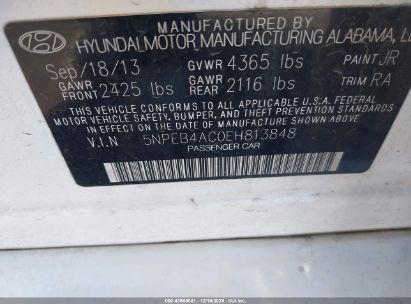 MANUFACTURED BY
HYUNDAI MOTOR MANUFACTURING ALABAMA, LL
Sep/18/13 GVWR 4365 lbs PAINT JR
GAWR FRONT 2425 lbs GAWR REAR 2116 lbs TRIM RA
THIS VEHICLE CONFORMS TO ALL APPLICABLE U.S.A. FEDERAL
MOTOR VEHICLE SAFETY, BUMPER, AND THEFT PREVENTION STANDARDS
IN EFFECT ON THE DATE OF MANUFACTURE SHOWN ABOVE.
V.I.N 5NPEB4AC0EH813848
PASSENGER CAR